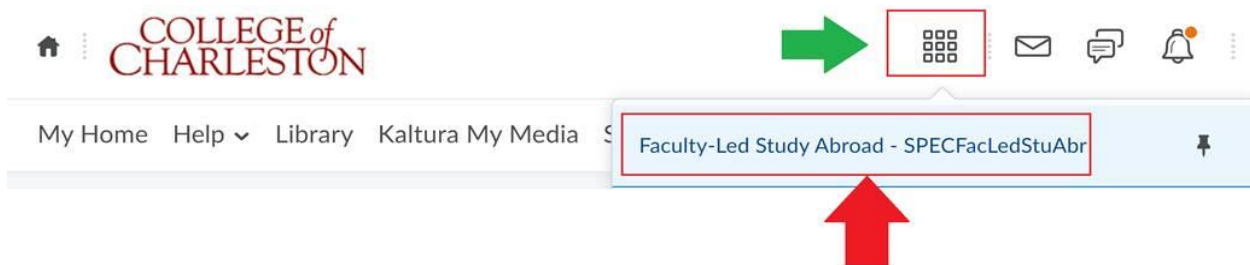 COLLEGE of
CHARLESTON
My Home Help Library Kaltura My Media S
Faculty-Led Study Abroad - SPECFacLedStuAbr